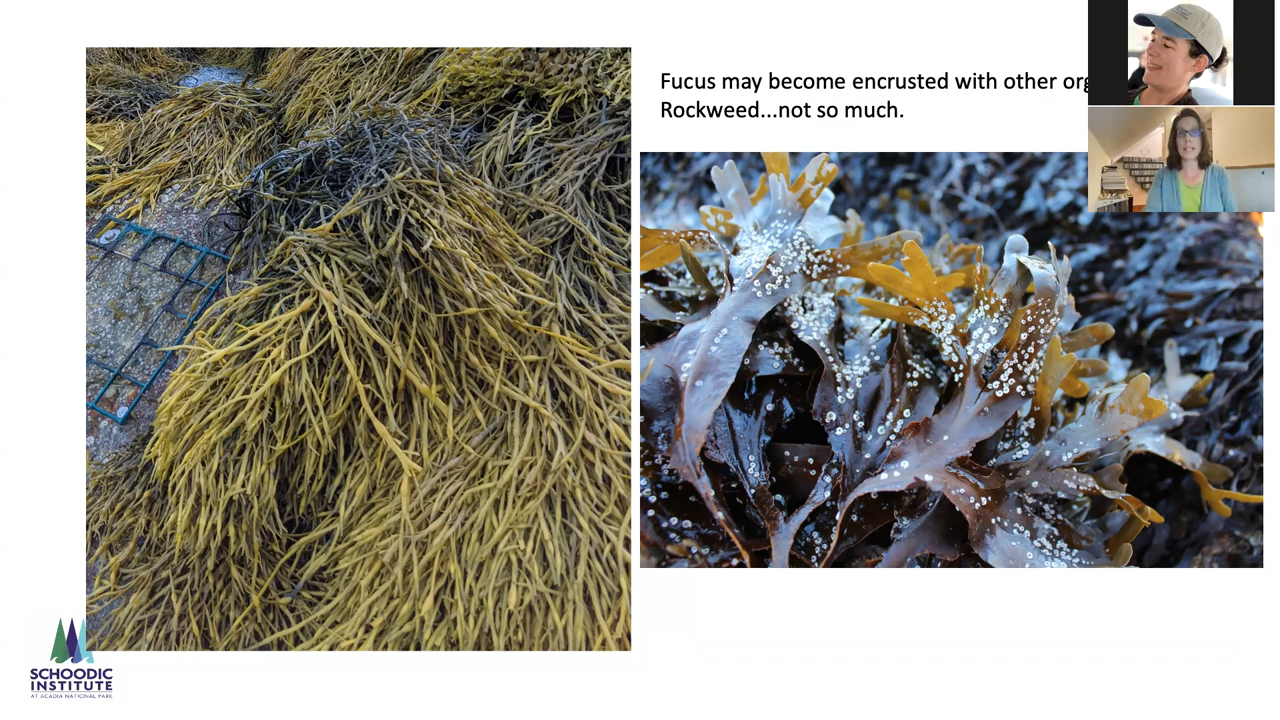 Fucus may become encrusted with other org
Rockweed...not so much.
SCHOODIC
INSTITUTE
AT ACADIA NATIONAL PARK